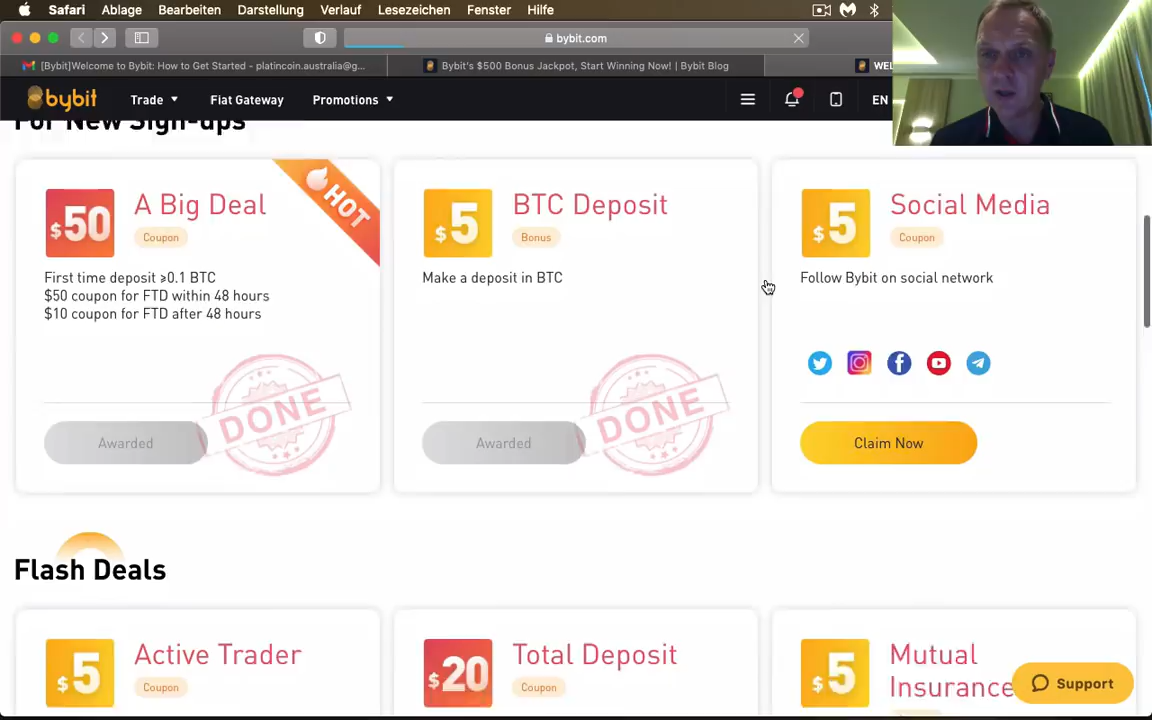 Safari Ablage Bearbeiten Darstellung Verlauf Lesezeichen Fenster Hilfe
bybit.com
[Bybit]Welcome to Bybit: How to Get Started - platincoin.australia@g...
Bybit's $500 Bonus Jackpot, Start Winning Now! | Bybit Blog
WEL
bybit
Trade
Fiat Gateway
Promotions
EN
For New Sign-ups
$50
A Big Deal
Coupon
HOT
First time deposit ≥0.1 BTC
$50 coupon for FTD within 48 hours
$10 coupon for FTD after 48 hours
DONE
Awarded
$5
BTC Deposit
Bonus
Make a deposit in BTC
DONE
Awarded
$5
Social Media
Coupon
Follow Bybit on social network
Claim Now
Flash Deals
$5
Active Trader
Coupon
$20
Total Deposit
Coupon
$5
Mutual
Insurance
Support